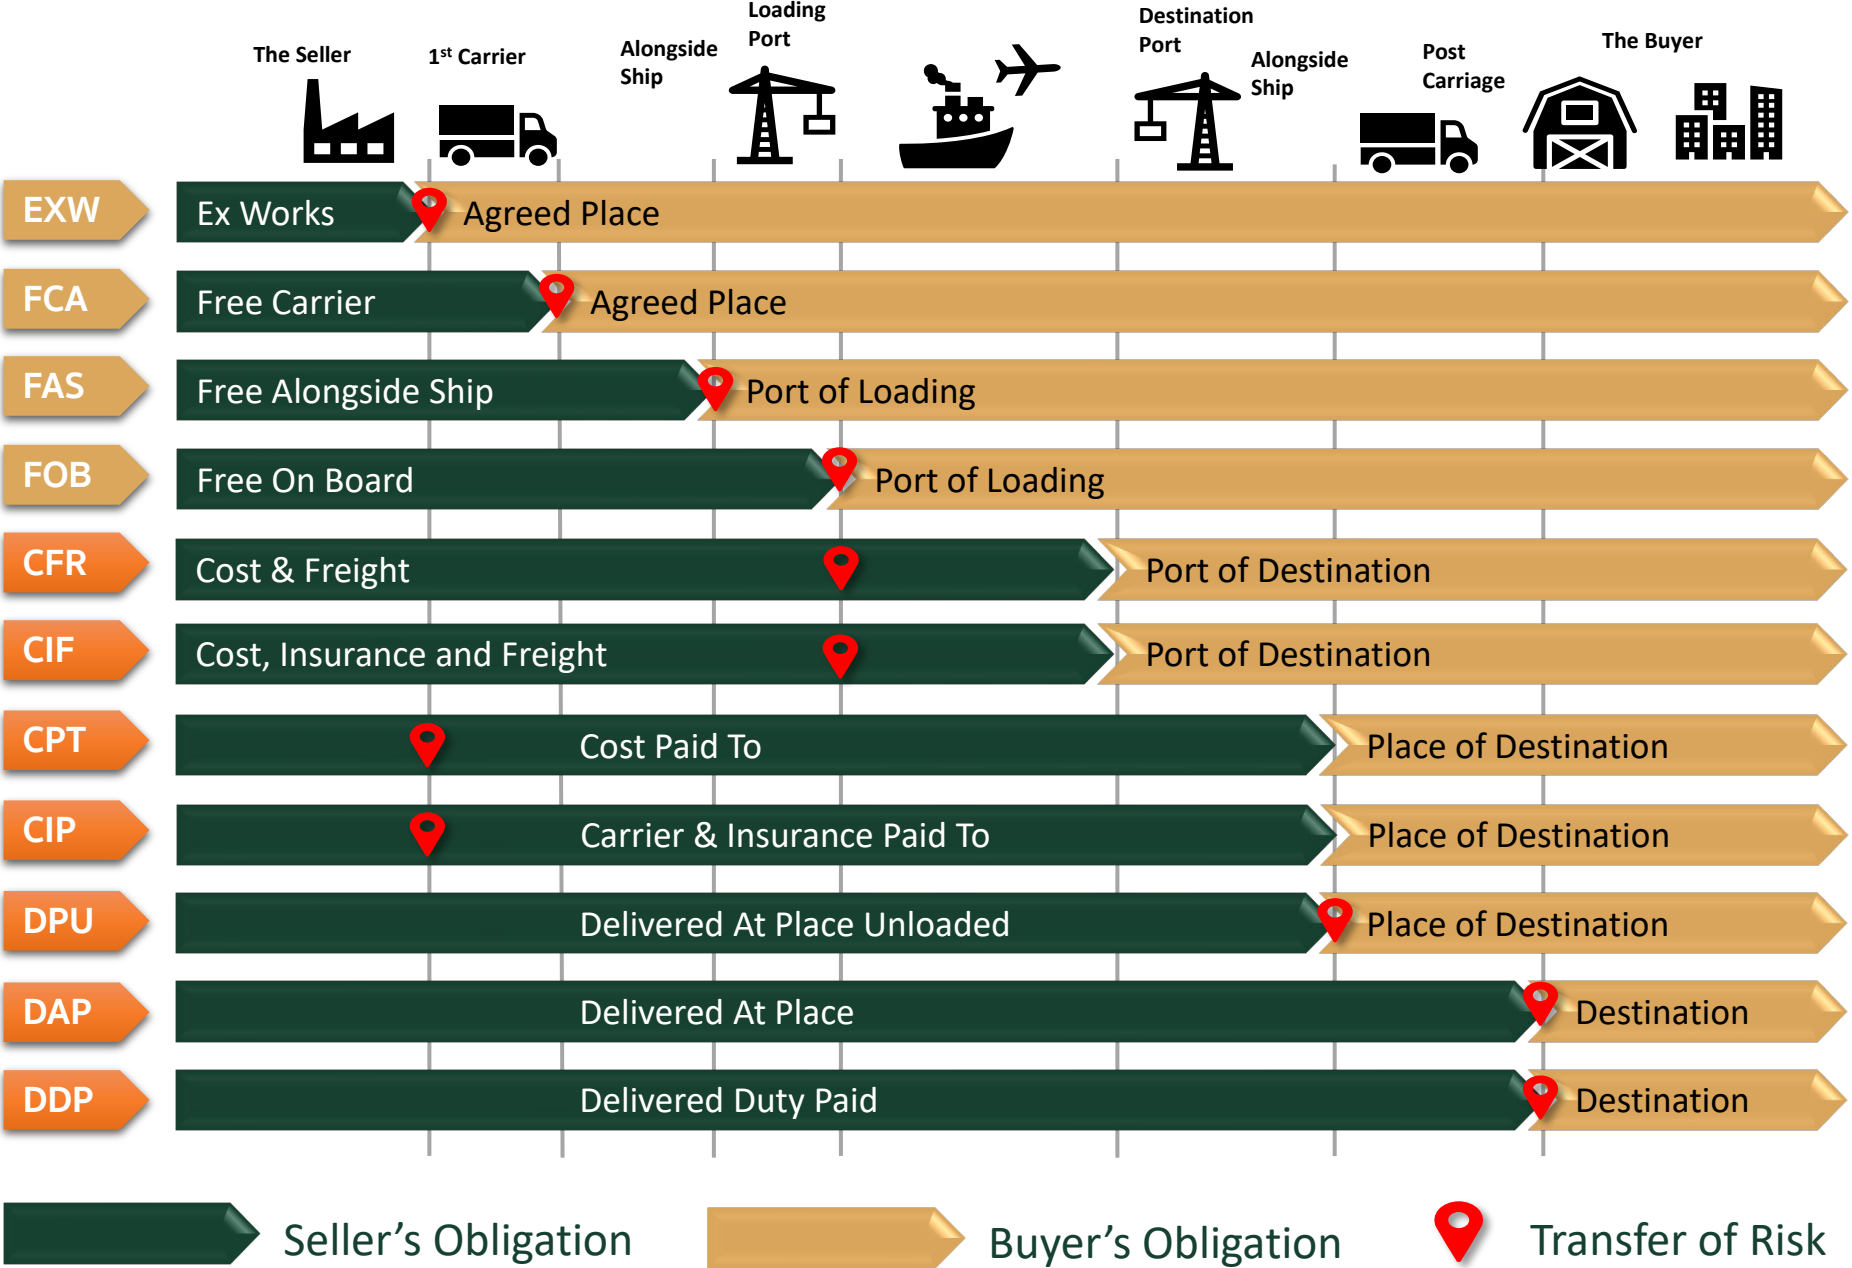 Loading
Port
Destination
Port
The Seller
1st Carrier
Alongside
Ship
Alongside
Ship
Post
Carriage
The Buyer
EXW
Ex Works
Agreed Place
FCA
Free Carrier
Agreed Place
FAS
Free Alongside Ship
Port of Loading
FOB
Free On Board
Port of Loading
CFR
Cost & Freight
Port of Destination
CIF
Cost, Insurance and Freight
Port of Destination
CPT
Cost Paid To
Place of Destination
CIP
Carrier & Insurance Paid To
Place of Destination
DPU
Delivered At Place Unloaded
Place of Destination
DAP
Delivered At Place
Destination
DDP
Delivered Duty Paid
Destination
Seller’s Obligation
Buyer’s Obligation
Transfer of Risk